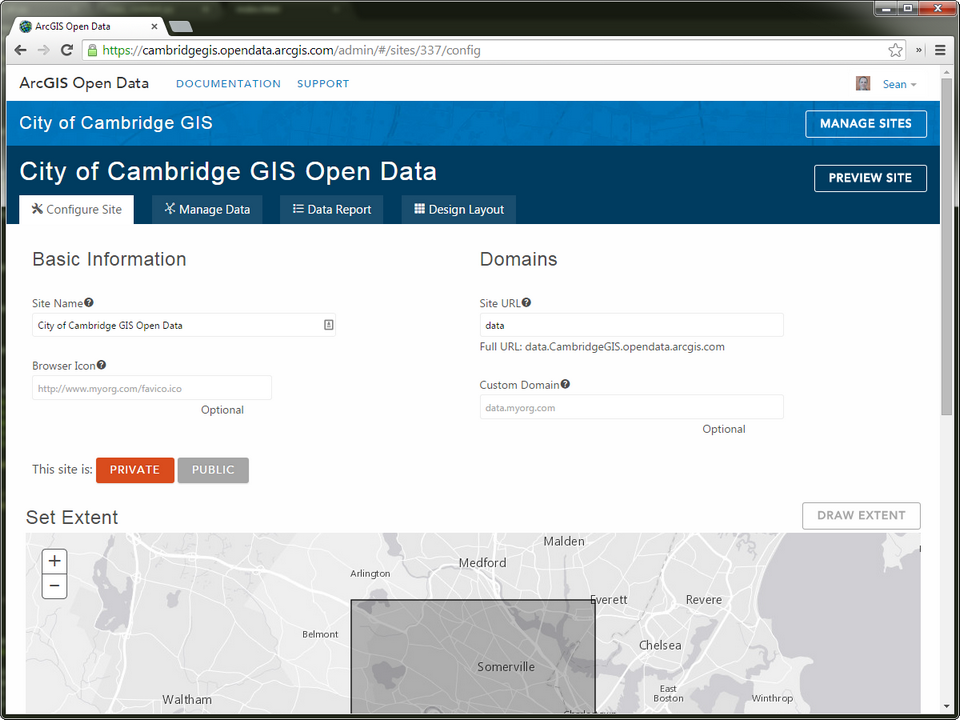 ArcGIS Open Data
https://cambridgegis.opendata.arcgis.com/admin/#/sites/337/config
ArcGIS Open Data DOCUMENTATION SUPPORT Sean
City of Cambridge GIS MANAGE SITES
City of Cambridge GIS Open Data PREVIEW SITE
Configure Site Manage Data Data Report Design Layout
Basic Information
Site Name
City of Cambridge GIS Open Data
Browser Icon
http://www.myorg.com/favico.ico
Optional
Domains
Site URL
data
Full URL: data.CambridgeGIS.opendata.arcgis.com
Custom Domain
data.myorg.com
Optional
This site is: PRIVATE PUBLIC
Set Extent DRAW EXTENT
+
−
Malden
Medford
Arlington
Everett
Revere
Belmont
Chelsea
Somerville
East
Boston
Winthrop
Waltham